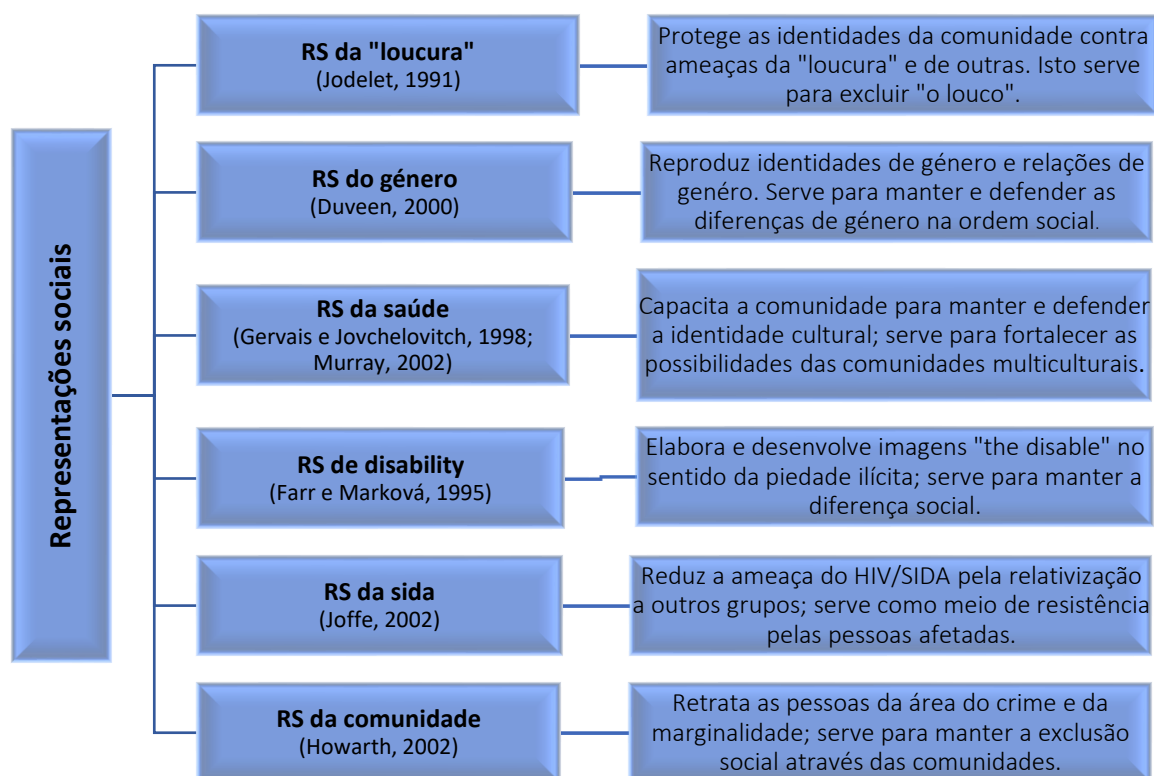 Representações sociais
RS da "loucura"
(Jodelet, 1991)
Protege as identidades da comunidade contra
ameaças da "loucura" e de outras. Isto serve
para excluir "o louco".
RS do género
(Duveen, 2000)
Reproduz identidades de género e relações de
genéro. Serve para manter e defender as
diferenças de género na ordem social.
RS da saúde
(Gervais e Jovchelovitch, 1998;
Murray, 2002)
Capacita a comunidade para manter e defender
a identidade cultural; serve para fortalecer as
possibilidades das comunidades multiculturais.
RS de disability
(Farr e Marková, 1995)
Elabora e desenvolve imagens "the disable" no
sentido da piedade ilícita; serve para manter a
diferença social.
RS da sida
(Joffe, 2002)
Reduz a ameaça do HIV/SIDA pela relativização
a outros grupos; serve como meio de resistência
pelas pessoas afetadas.
RS da comunidade
(Howarth, 2002)
Retrata as pessoas da área do crime e da
marginalidade; serve para manter a exclusão
social através das comunidades.